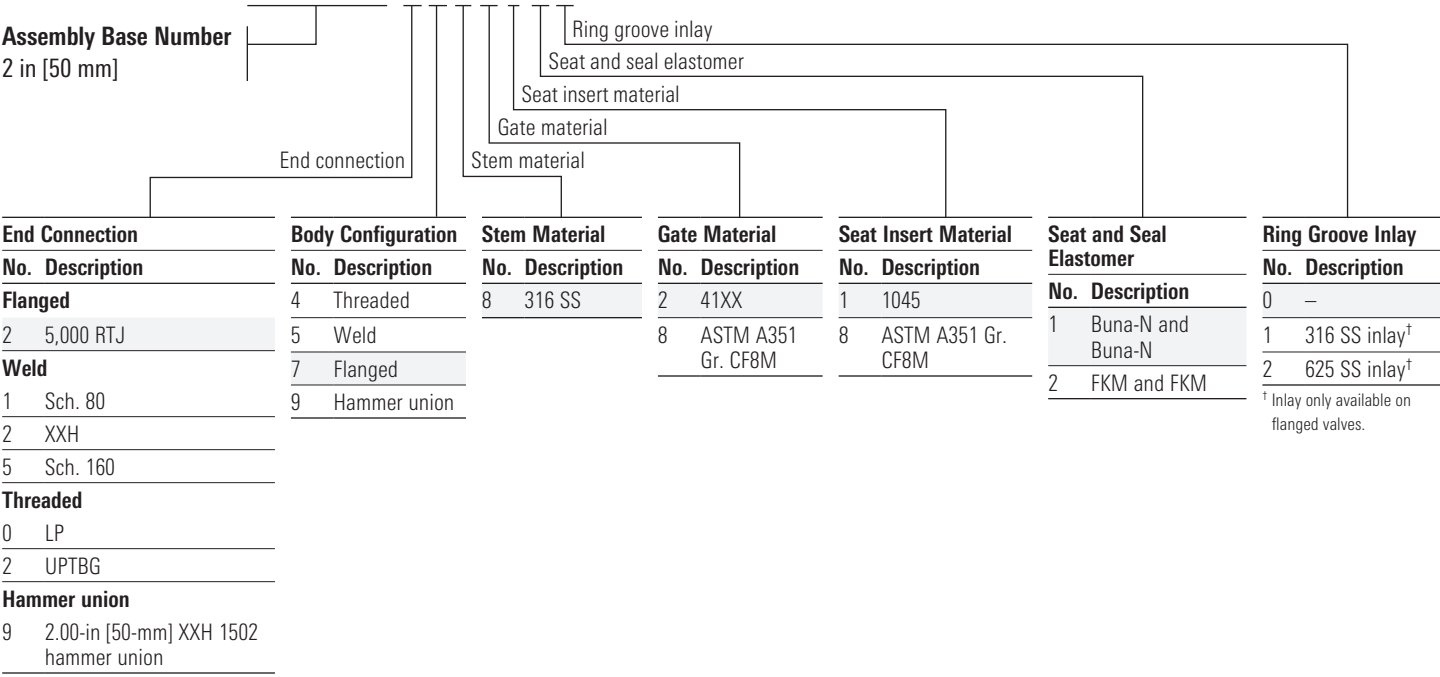 Assembly Base Number
2 in [50 mm]
Ring groove inlay
Seat and seal elastomer
Seat insert material
Gate material
End connection
Stem material
End Connection
No. Description
Flanged
2 5,000 RTJ
Weld
1 Sch. 80
2 XXH
5 Sch. 160
Threaded
0 LP
2 UPTBG
Hammer union
9 2.00-in [50-mm] XXH 1502
hammer union
Body Configuration
No. Description
4 Threaded
5 Weld
7 Flanged
9 Hammer union
Stem Material
No. Description
8 316 SS
Gate Material
No. Description
2 41XX
8 ASTM A351
Gr. CF8M
Seat Insert Material
No. Description
1 1045
8 ASTM A351 Gr.
CF8M
Seat and Seal
Elastomer
No. Description
1 Buna-N and
Buna-N
2 FKM and FKM
Ring Groove Inlay
No. Description
0 –
1 316 SS inlay†
2 625 SS inlay†
† Inlay only available on
flanged valves.